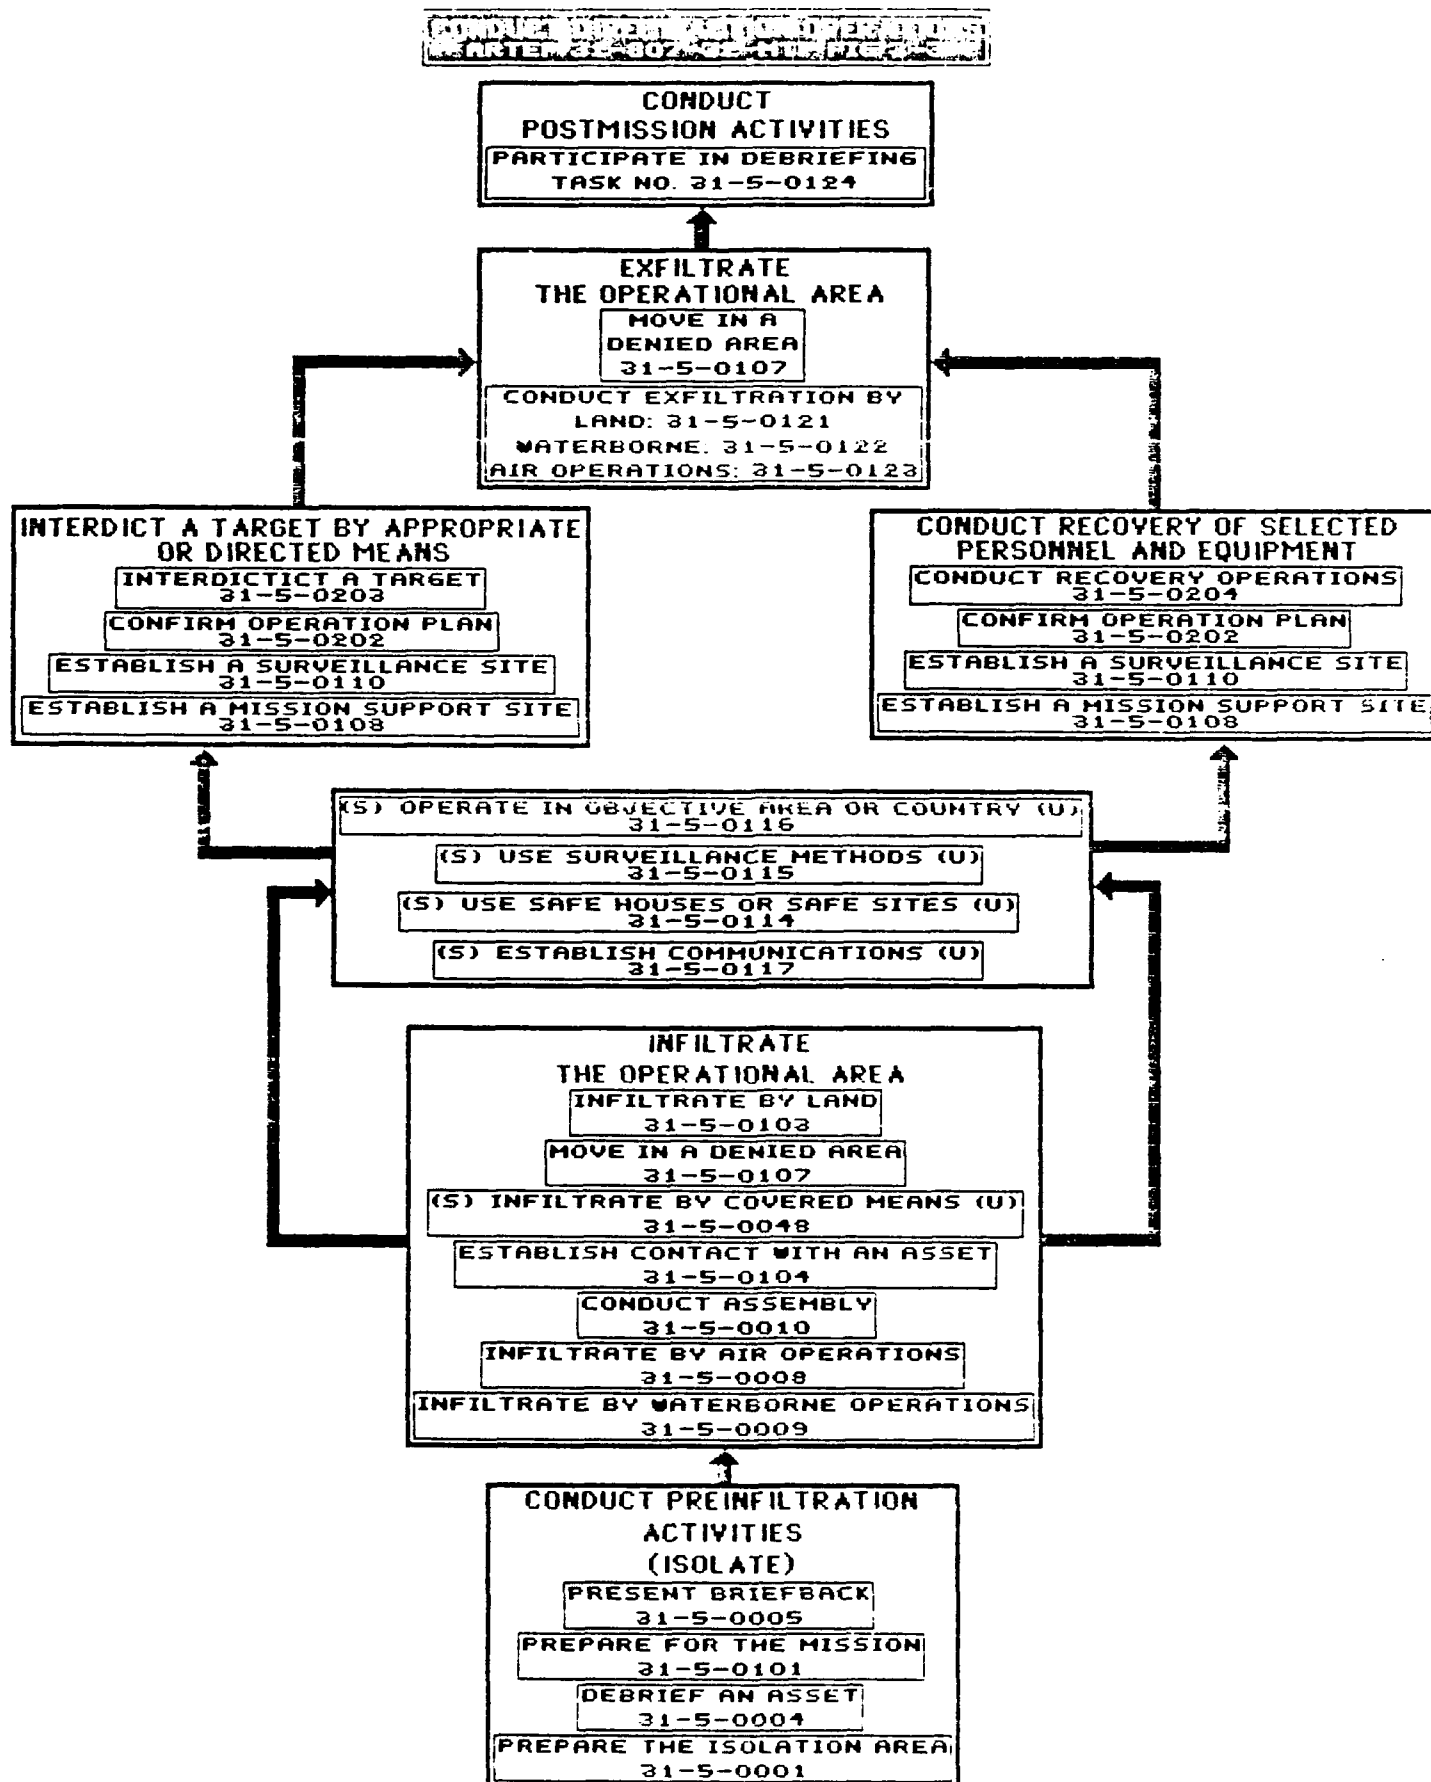 CONDUCT DIRECT ACTION OPERATIONS
CONDUCT
POSTMISSION ACTIVITIES
PARTICIPATE IN DEBRIEFING
TASK NO. 31-5-0124
EXFILTRATE
THE OPERATIONAL AREA
MOVE IN A
DENIED AREA
31-5-0107
CONDUCT EXFILTRATION BY
LAND: 31-5-0121
WATERBORNE: 31-5-0122
AIR OPERATIONS: 31-5-0123
INTERDICT A TARGET BY APPROPRIATE
OR DIRECTED MEANS
INTERDICTICT A TARGET
31-5-0203
CONFIRM OPERATION PLAN
31-5-0202
ESTABLISH A SURVEILLANCE SITE
31-5-0110
ESTABLISH A MISSION SUPPORT SITE
31-5-0108
CONDUCT RECOVERY OF SELECTED
PERSONNEL AND EQUIPMENT
CONDUCT RECOVERY OPERATIONS
31-5-0204
CONFIRM OPERATION PLAN
31-5-0202
ESTABLISH A SURVEILLANCE SITE
31-5-0110
ESTABLISH A MISSION SUPPORT SITE
31-5-0108
(S) OPERATE IN OBJECTIVE AREA OR COUNTRY (U)
31-5-0116
(S) USE SURVEILLANCE METHODS (U)
31-5-0115
(S) USE SAFE HOUSES OR SAFE SITES (U)
31-5-0114
(S) ESTABLISH COMMUNICATIONS (U)
31-5-0117
INFILTRATE
THE OPERATIONAL AREA
INFILTRATE BY LAND
31-5-0103
MOVE IN A DENIED AREA
31-5-0107
(S) INFILTRATE BY COVERED MEANS (U)
31-5-0048
ESTABLISH CONTACT WITH AN ASSET
31-5-0104
CONDUCT ASSEMBLY
31-5-0010
INFILTRATE BY AIR OPERATIONS
31-5-0008
INFILTRATE BY WATERBORNE OPERATIONS
31-5-0009
CONDUCT PREINFILTRATION
ACTIVITIES
(ISOLATE)
PRESENT BRIEFBACK
31-5-0005
PREPARE FOR THE MISSION
31-5-0101
DEBRIEF AN ASSET
31-5-0004
PREPARE THE ISOLATION AREA
31-5-0001